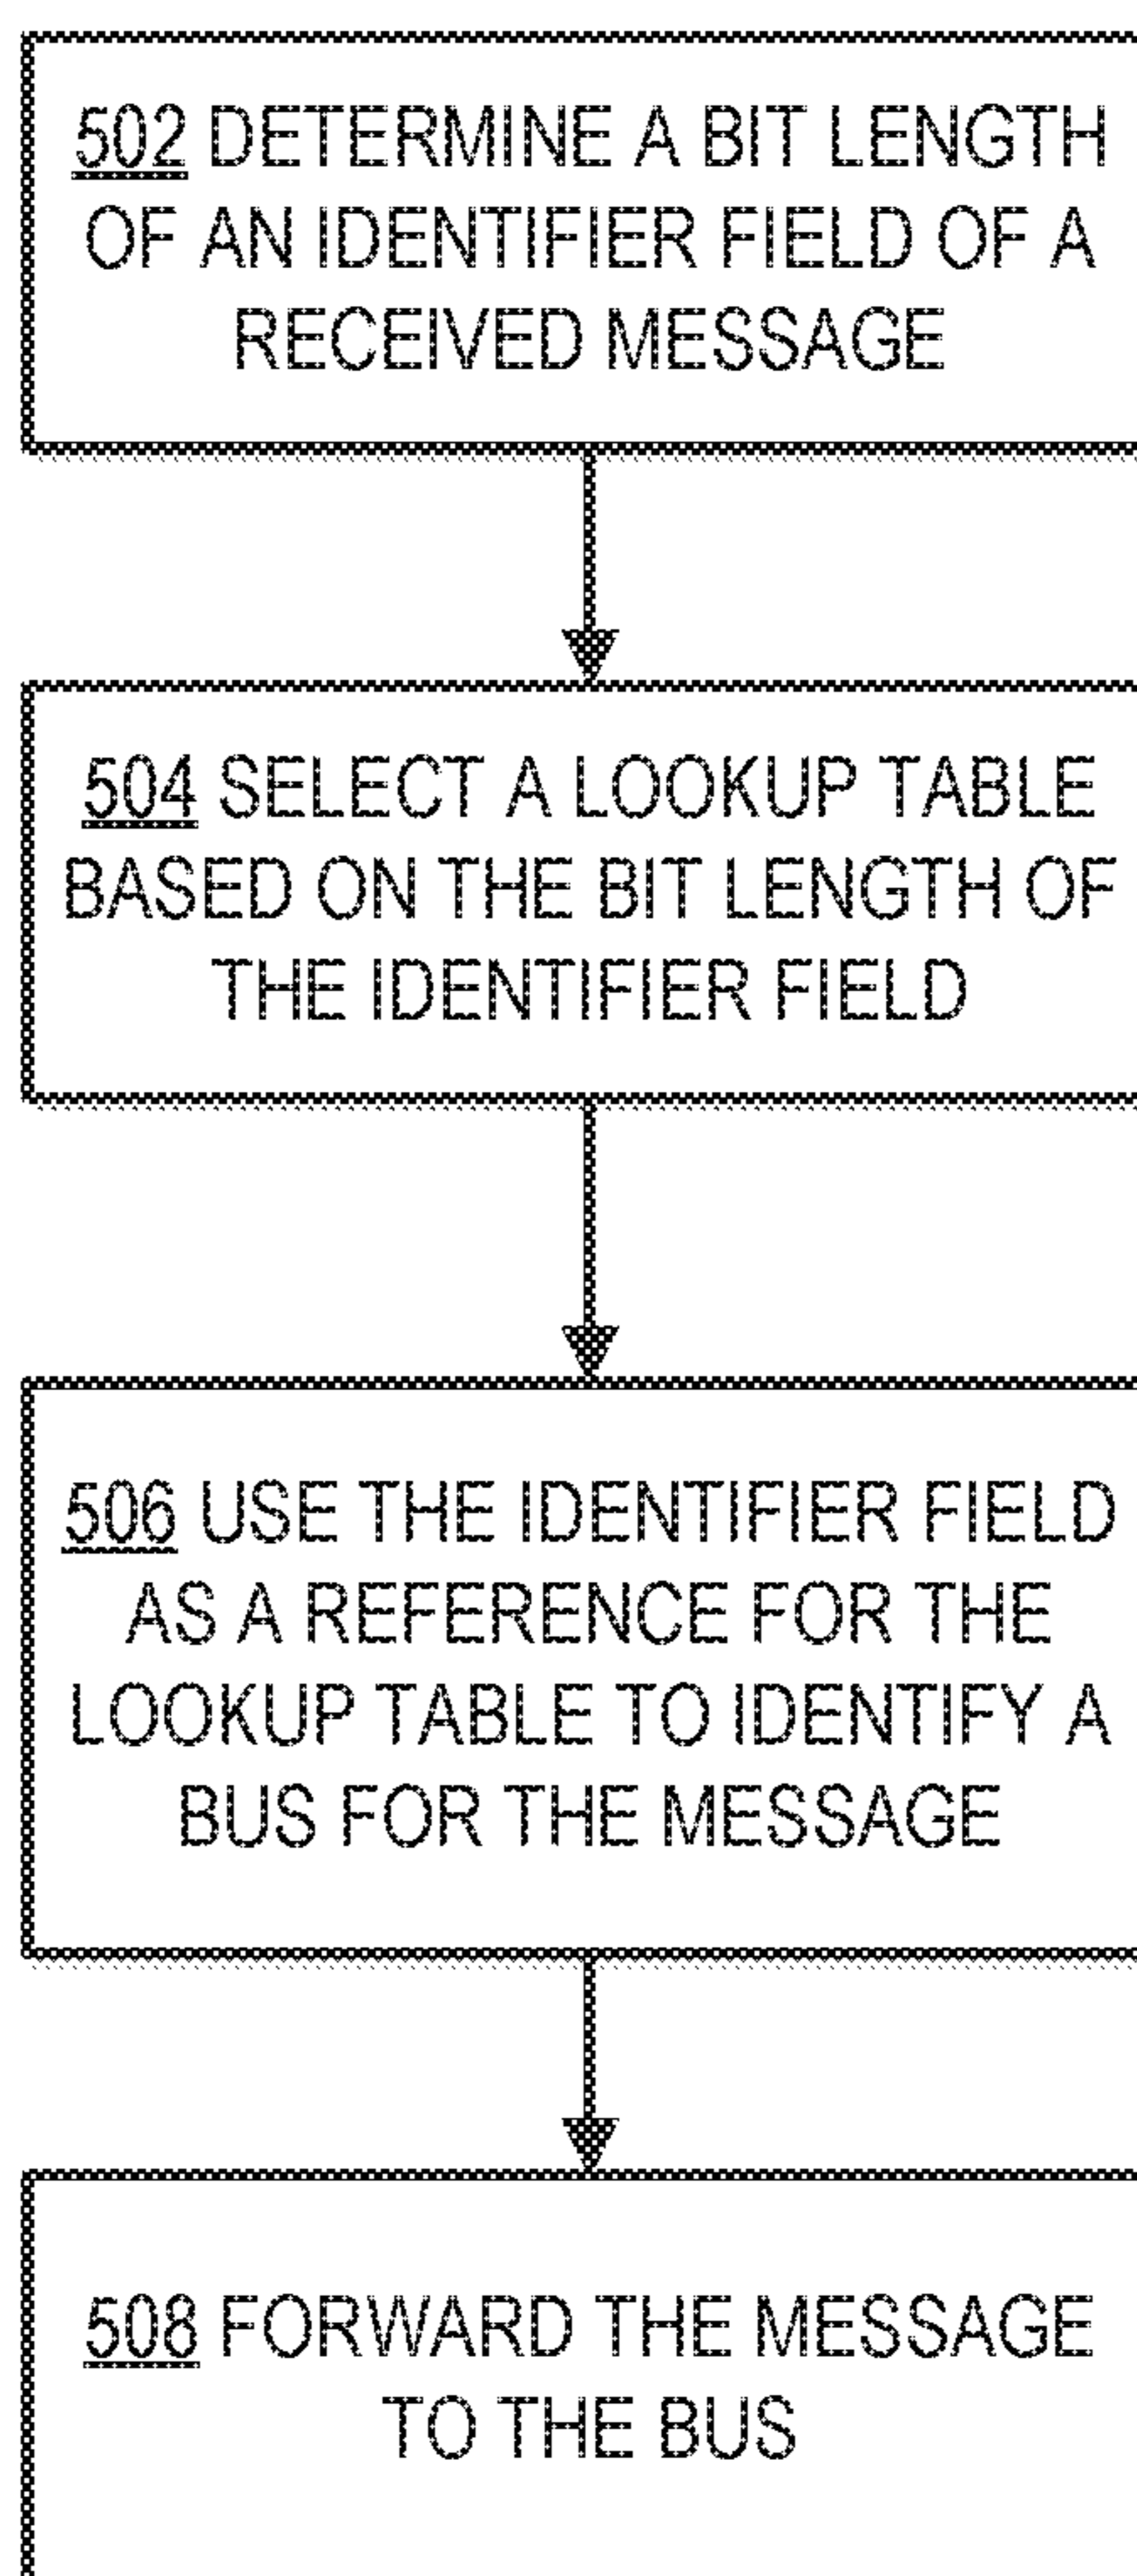 502 DETERMINE A BIT LENGTH
OF AN IDENTIFIER FIELD OF A
RECEIVED MESSAGE
504 SELECT A LOOKUP TABLE
BASED ON THE BIT LENGTH OF
THE IDENTIFIER FIELD
506 USE THE IDENTIFIER FIELD
AS A REFERENCE FOR THE
LOOKUP TABLE TO IDENTIFY A
BUS FOR THE MESSAGE
508 FORWARD THE MESSAGE
TO THE BUS